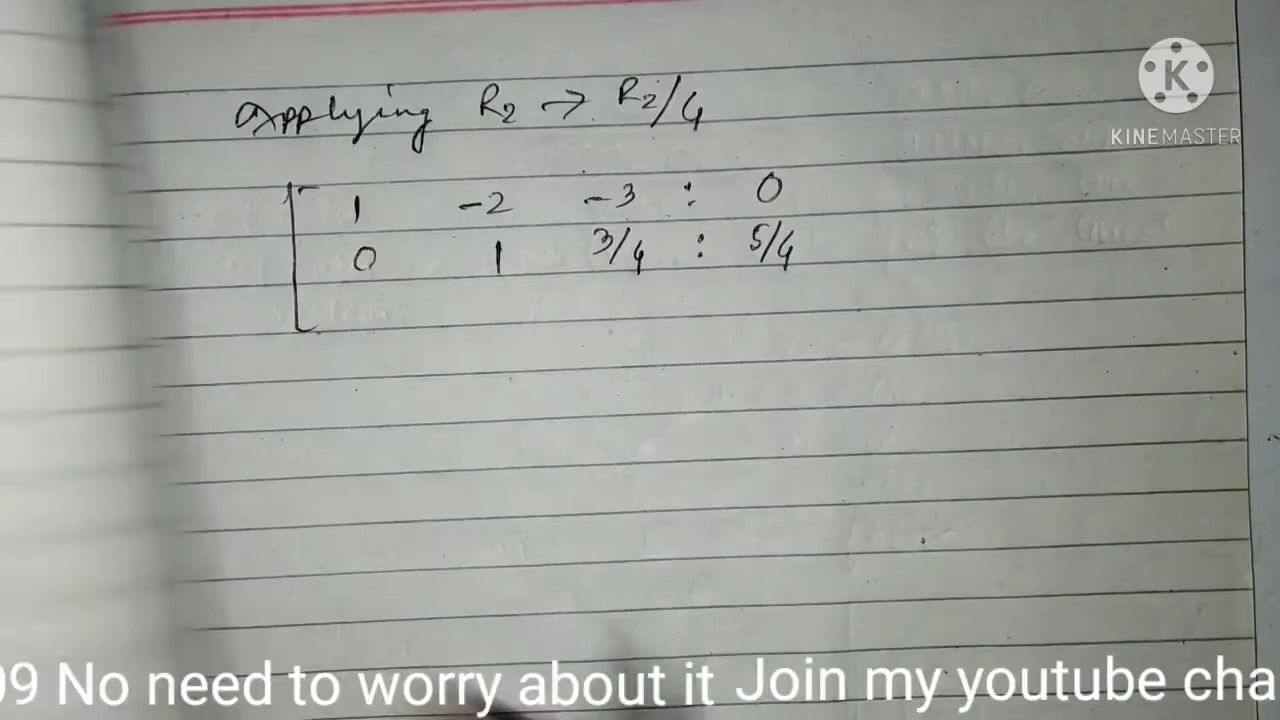 Applying R2 → R2/4
KINEMASTER
1 -2 -3 : 0
0 1 3/4 : 5/4
09 No need to worry about it Join my youtube cha